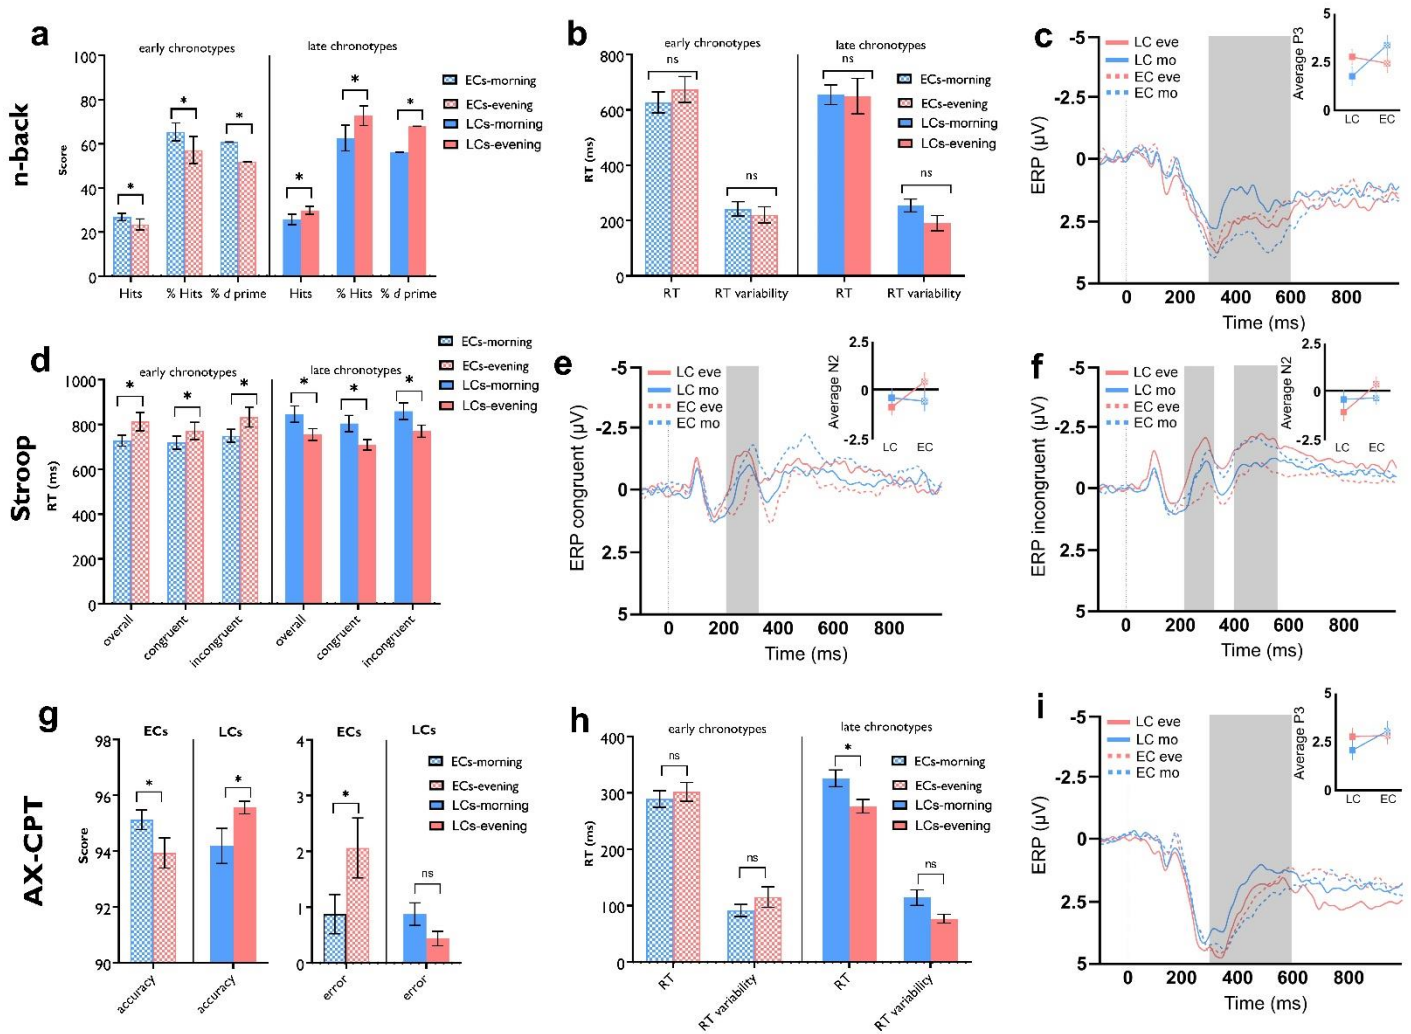 a
early chronotypes
late chronotypes
n-back
Score
100
80
60
40
20
0
*
*
*
*
*
*
Hits
% Hits
% d prime
Hits
% Hits
% d prime
ECs-morning
ECs-evening
LCs-morning
LCs-evening
b
early chronotypes
late chronotypes
RT (ms)
800
600
400
200
0
ns
ns
ns
ns
RT
RT variability
RT
RT variability
ECs-morning
ECs-evening
LCs-morning
LCs-evening
c
LC eve
LC mo
EC eve
EC mo
ERP (µV)
-5
-2.5
0
2.5
5
0 200 400 600 800
Time (ms)
Average P3
5
2.5
0
LC EC
d
early chronotypes
late chronotypes
Stroop
RT (ms)
1000
800
600
400
200
0
*
*
*
*
*
*
overall
congruent
incongruent
overall
congruent
incongruent
ECs-morning
ECs-evening
LCs-morning
LCs-evening
e
LC eve
LC mo
EC eve
EC mo
ERP congruent (µV)
-5
-2.5
0
2.5
5
0 200 400 600 800
Time (ms)
Average N2
2.5
0
-2.5
LC EC
f
LC eve
LC mo
EC eve
EC mo
ERP incongruent (µV)
-5
-2.5
0
2.5
5
0 200 400 600 800
Time (ms)
Average N2
2.5
0
-2.5
LC EC
g
ECs
LCs
ECs
LCs
AX-CPT
Score
98
96
94
92
90
*
*
accuracy
accuracy
4
3
2
1
0
*
ns
error
error
ECs-morning
ECs-evening
LCs-morning
LCs-evening
h
early chronotypes
late chronotypes
RT (ms)
400
300
200
100
0
ns
ns
*
ns
RT
RT variability
RT
RT variability
ECs-morning
ECs-evening
LCs-morning
LCs-evening
i
LC eve
LC mo
EC eve
EC mo
ERP (µV)
-5
-2.5
0
2.5
5
0 200 400 600 800
Time (ms)
Average P3
5
2.5
0
LC EC